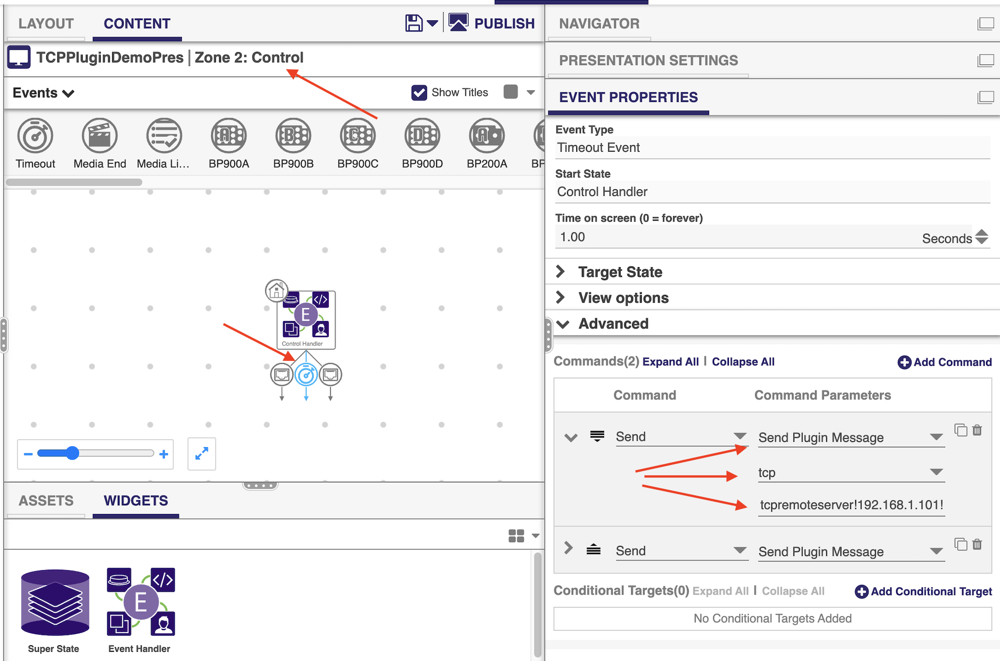 LAYOUT CONTENT PUBLISH
TCPPluginDemoPres | Zone 2: Control
Events Show Titles
Timeout Media End Media Li... BP900A BP900B BP900C BP900D BP200A BP
A B C D A
E
Control Handler
ASSETS WIDGETS
E
Super State Event Handler
NAVIGATOR
PRESENTATION SETTINGS
EVENT PROPERTIES
Event Type
Timeout Event
Start State
Control Handler
Time on screen (0 = forever)
1.00 Seconds
Target State
View options
Advanced
Commands(2) Expand All | Collapse All Add Command
Command Command Parameters
Send Send Plugin Message
tcp
tcpremoteserver!192.168.1.101!
Send Send Plugin Message
Conditional Targets(0) Expand All | Collapse All Add Conditional Target
No Conditional Targets Added